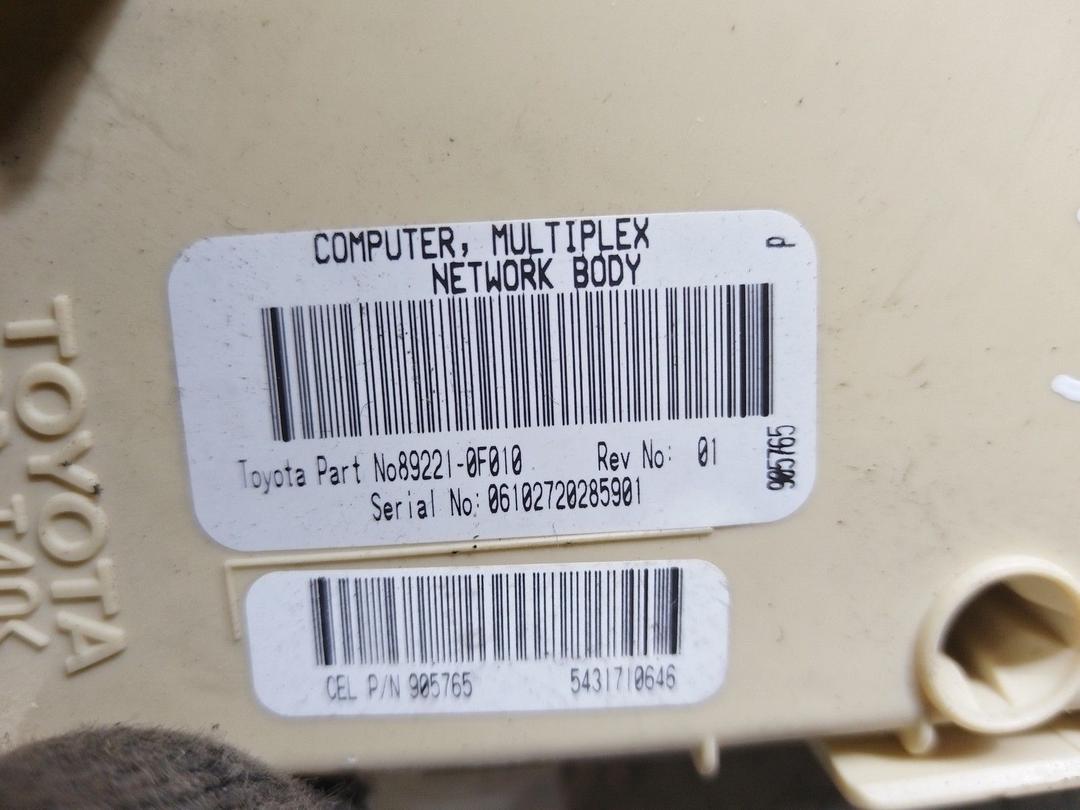 COMPUTER, MULTIPLEX
NETWORK BODY
P
Toyota Part No89221-0F010 Rev No: 01
Serial No: 06102720285901
905765
CEL P/N 905765 5431710646
TOYOTA